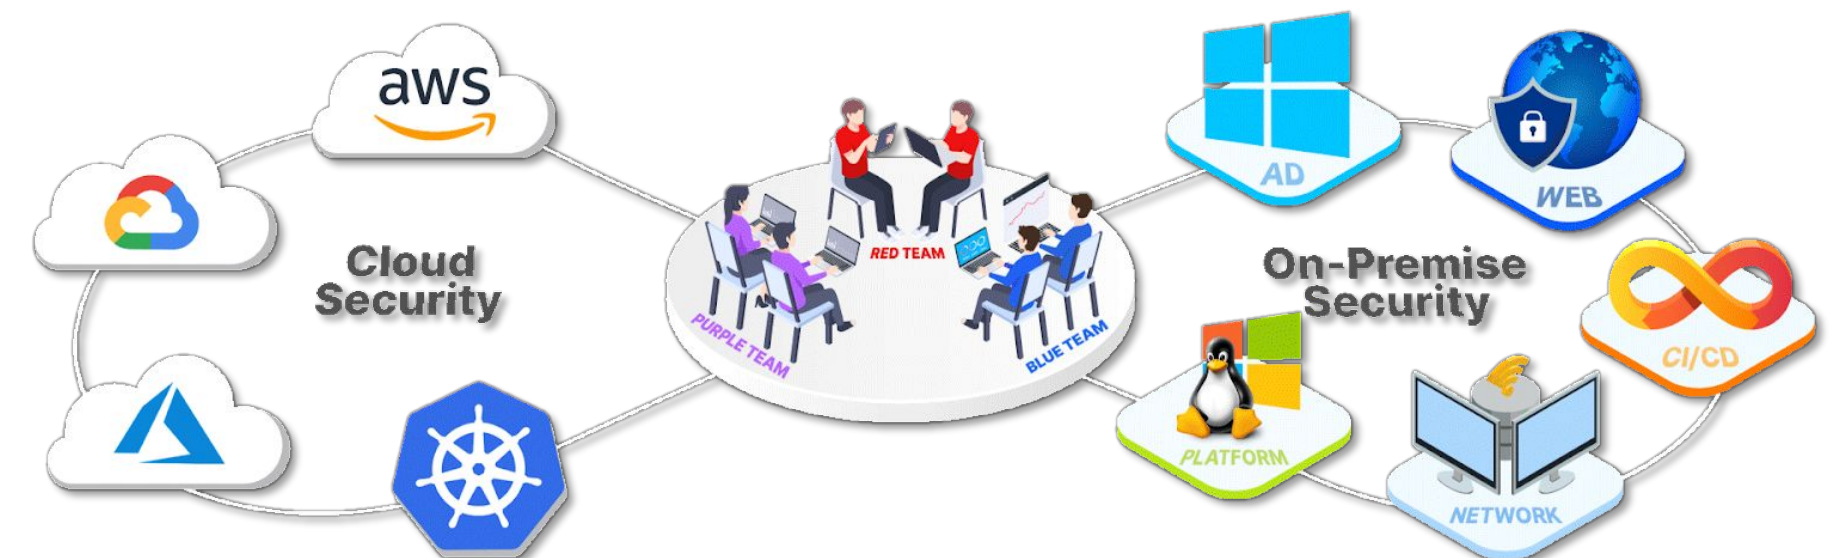 aws
Cloud
Security
RED TEAM
PURPLE TEAM
BLUE TEAM
AD
WEB
On-Premise
Security
CI/CD
PLATFORM
NETWORK